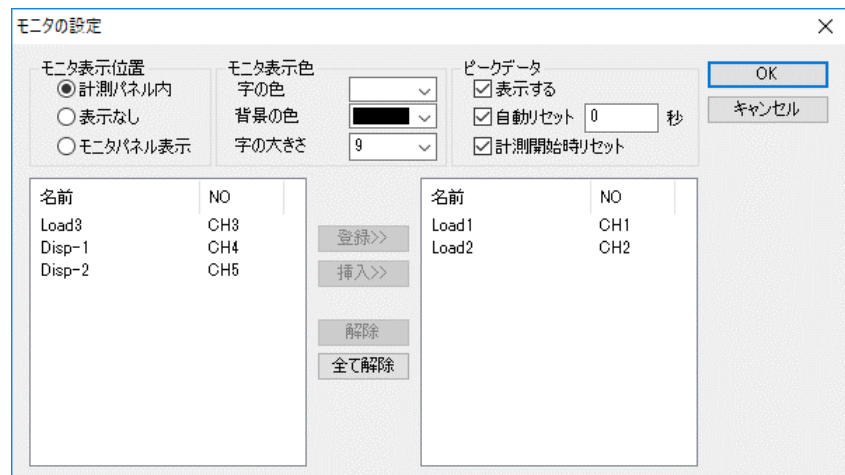 モニタの設定
モニタ表示位置
計測パネル内
表示なし
モニタパネル表示
モニタ表示色
字の色
背景の色
字の大きさ 9
ピークデータ
表示する
自動リセット 0 秒
計測開始時リセット
OK
キャンセル
名前 NO
Load3 CH3
Disp-1 CH4
Disp-2 CH5
登録>>
挿入>>
解除
全て解除
名前 NO
Load1 CH1
Load2 CH2